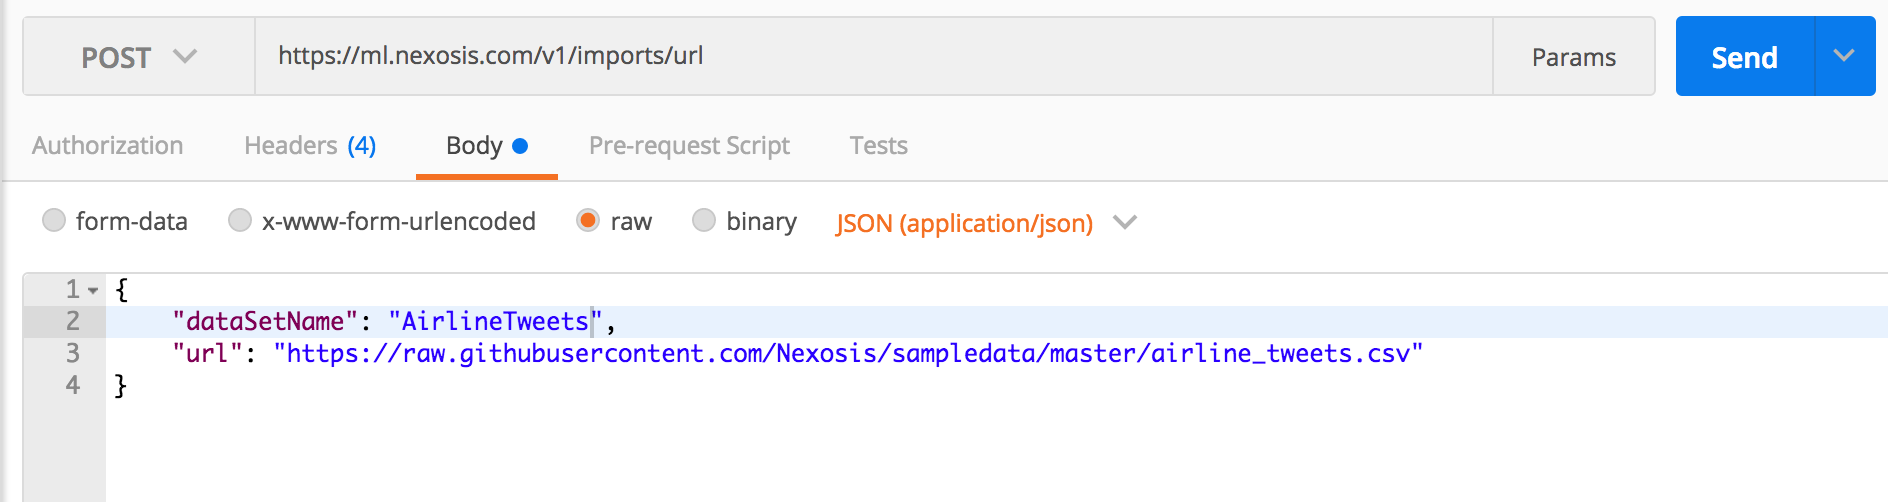 POST https://ml.nexosis.com/v1/imports/url Params Send
Authorization Headers (4) Body Pre-request Script Tests
form-data x-www-form-urlencoded raw binary JSON (application/json)
1 {
2 "dataSetName": "AirlineTweets",
3 "url": "https://raw.githubusercontent.com/Nexosis/sampledata/master/airline_tweets.csv"
4 }